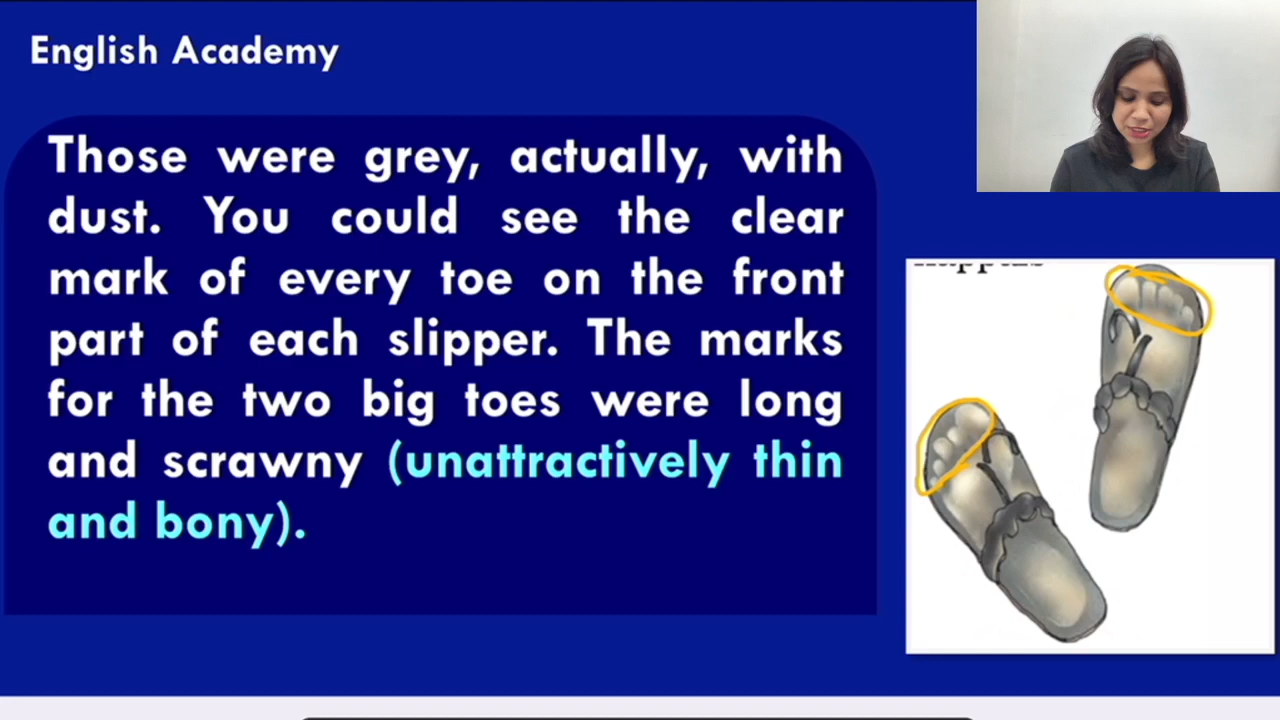 English Academy
Those were grey, actually, with
dust. You could see the clear
mark of every toe on the front
part of each slipper. The marks
for the two big toes were long
and scrawny (unattractively thin
and bony).